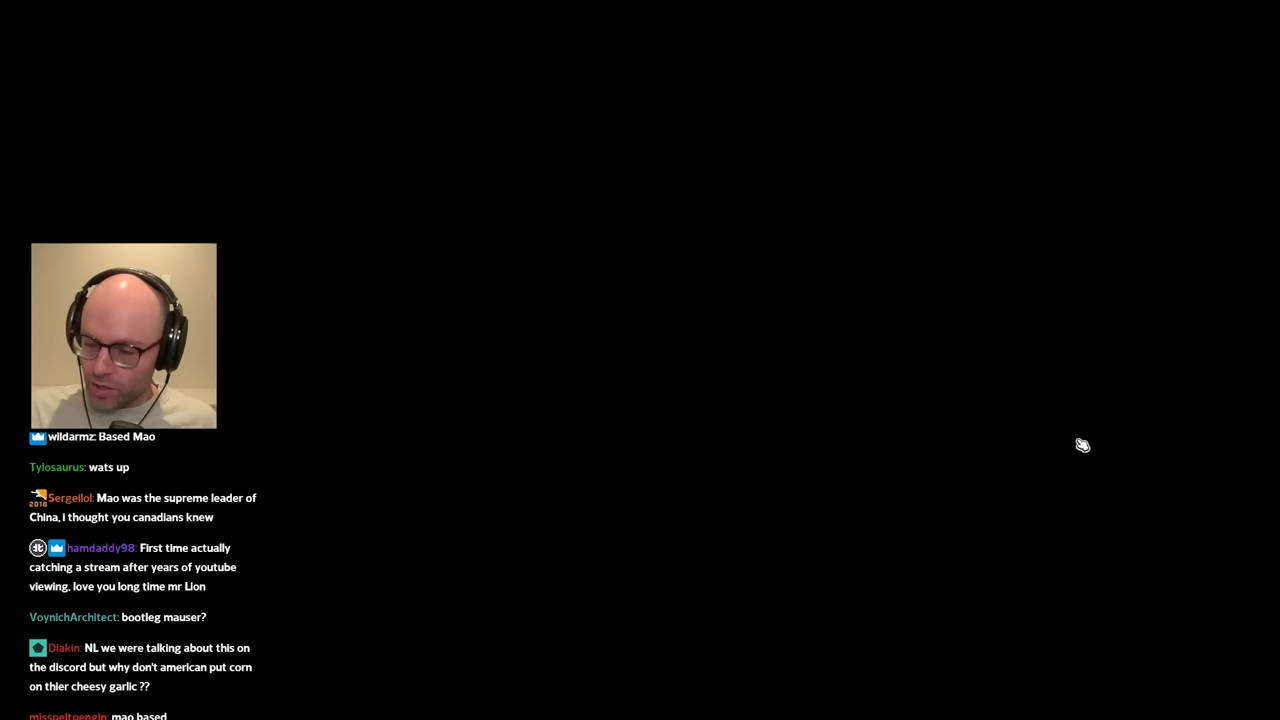 wildarmz: Based Mao
Tylosaurus: wats up
2018 Sergeilol: Mao was the supreme leader of
China, i thought you canadians knew
hamdaddy98: First time actually
catching a stream after years of youtube
viewing, love you long time mr Lion
VoynichArchitect: bootleg mauser?
Diakin: NL we were talking about this on
the discord but why don't american put corn
on thier cheesy garlic ??
misspeltpengin: mao based